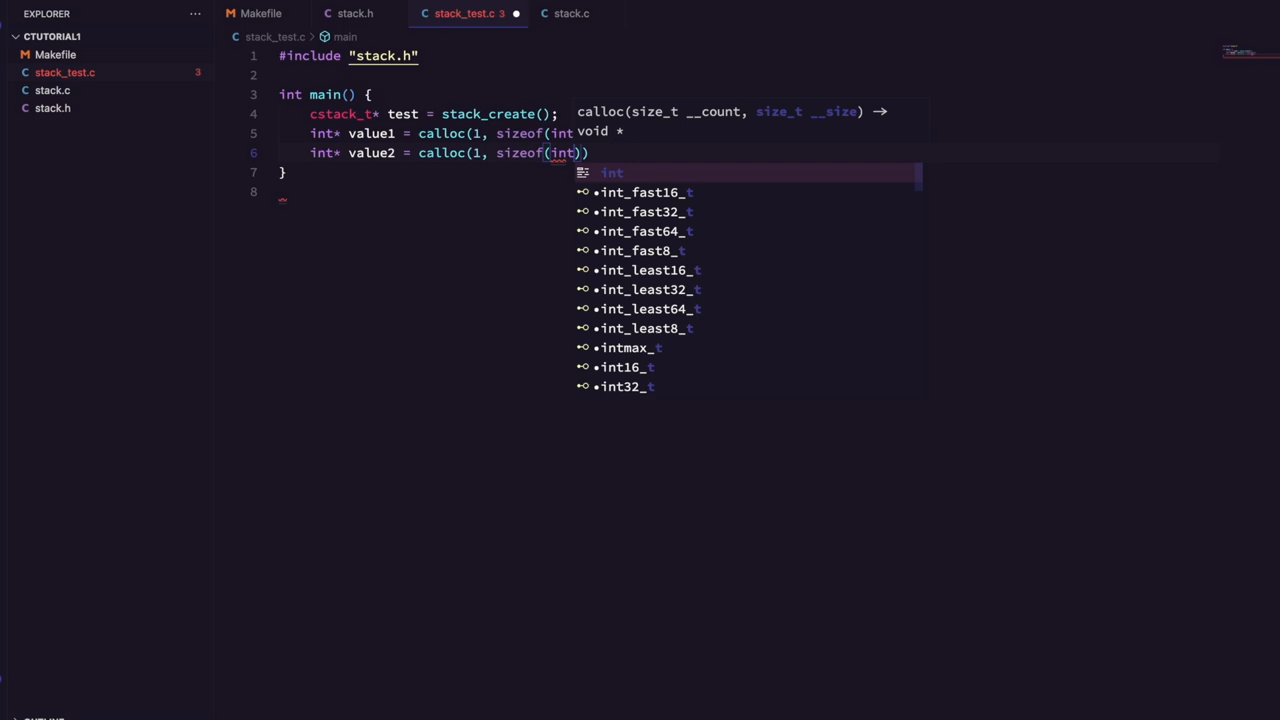 EXPLORER
···
Makefile
stack.h
stack_test.c 3
stack.c
CTUTORIAL1
Makefile
stack_test.c 3
stack.c
stack.h
stack_test.c > main
1 #include "stack.h"
2
3 int main() {
4 cstack_t* test = stack_create();
5 int* value1 = calloc(1, sizeof(int
6 int* value2 = calloc(1, sizeof(int))
7 }
8
calloc(size_t __count, size_t __size) ->
void *
int
•int_fast16_t
•int_fast32_t
•int_fast64_t
•int_fast8_t
•int_least16_t
•int_least32_t
•int_least64_t
•int_least8_t
•intmax_t
•int16_t
•int32_t